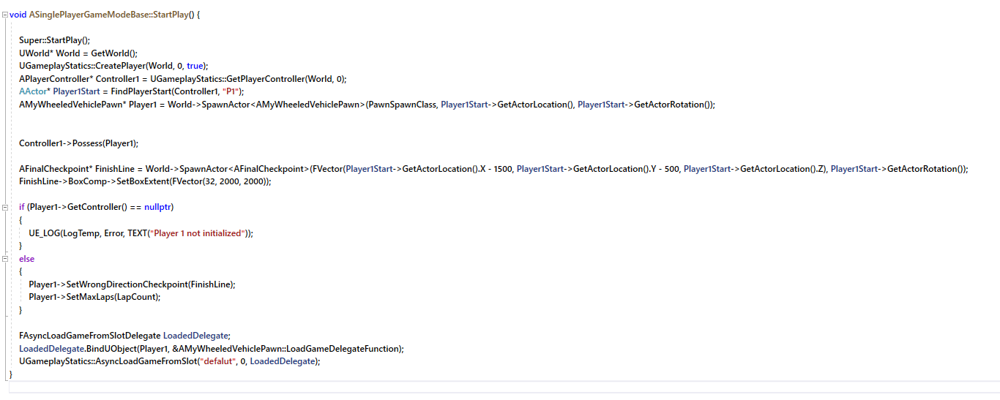 void ASinglePlayerGameModeBase::StartPlay() {
Super::StartPlay();
UWorld* World = GetWorld();
UGameplayStatics::CreatePlayer(World, 0, true);
APlayerController* Controller1 = UGameplayStatics::GetPlayerController(World, 0);
AActor* Player1Start = FindPlayerStart(Controller1, "P1");
AMyWheeledVehiclePawn* Player1 = World->SpawnActor<AMyWheeledVehiclePawn>(PawnSpawnClass, Player1Start->GetActorLocation(), Player1Start->GetActorRotation());
Controller1->Possess(Player1);
AFinalCheckpoint* FinishLine = World->SpawnActor<AFinalCheckpoint>(FVector(Player1Start->GetActorLocation().X - 1500, Player1Start->GetActorLocation().Y - 500, Player1Start->GetActorLocation().Z), Player1Start->GetActorRotation());
FinishLine->BoxComp->SetBoxExtent(FVector(32, 2000, 2000));
if (Player1->GetController() == nullptr)
{
UE_LOG(LogTemp, Error, TEXT("Player 1 not initialized"));
}
else
{
Player1->SetWrongDirectionCheckpoint(FinishLine);
Player1->SetMaxLaps(LapCount);
}
FAsyncLoadGameFromSlotDelegate LoadedDelegate;
LoadedDelegate.BindUObject(Player1, &AMyWheeledVehiclePawn::LoadGameDelegateFunction);
UGameplayStatics::AsyncLoadGameFromSlot("defalut", 0, LoadedDelegate);
}